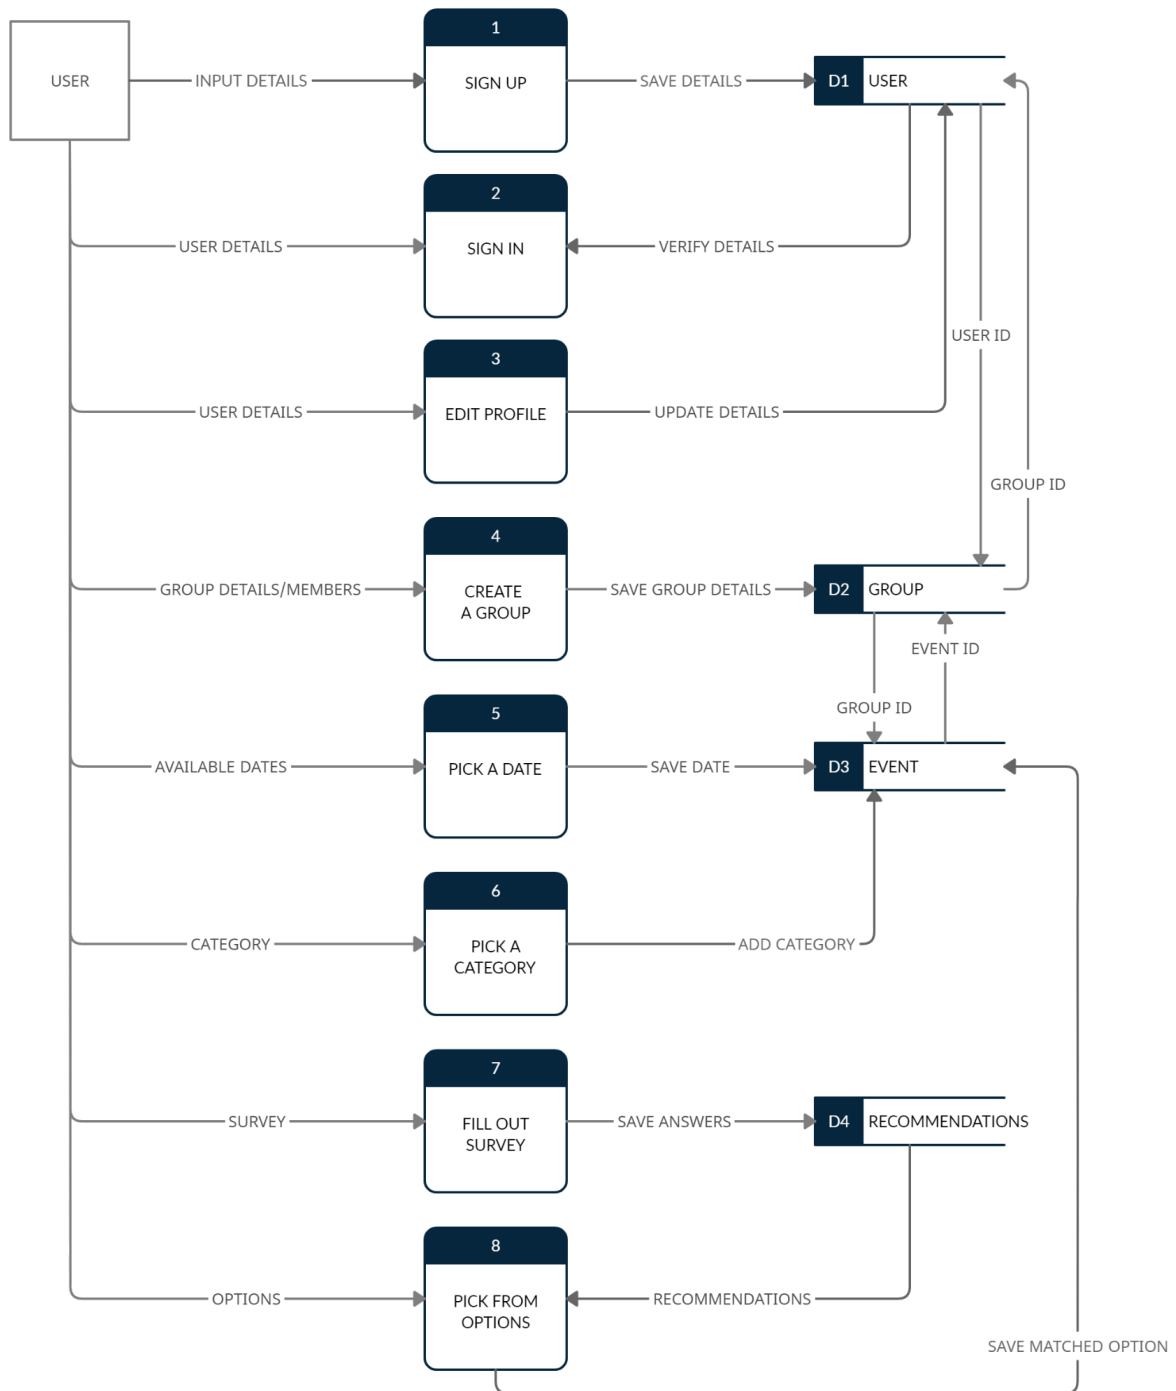 1
USER
INPUT DETAILS
SIGN UP
SAVE DETAILS
D1
USER
2
USER DETAILS
SIGN IN
VERIFY DETAILS
USER ID
3
USER DETAILS
EDIT PROFILE
UPDATE DETAILS
GROUP ID
4
GROUP DETAILS/MEMBERS
CREATE
A GROUP
SAVE GROUP DETAILS
D2
GROUP
EVENT ID
GROUP ID
5
AVAILABLE DATES
PICK A DATE
SAVE DATE
D3
EVENT
6
CATEGORY
PICK A
CATEGORY
ADD CATEGORY
7
SURVEY
FILL OUT
SURVEY
SAVE ANSWERS
D4
RECOMMENDATIONS
8
OPTIONS
PICK FROM
OPTIONS
RECOMMENDATIONS
SAVE MATCHED OPTION